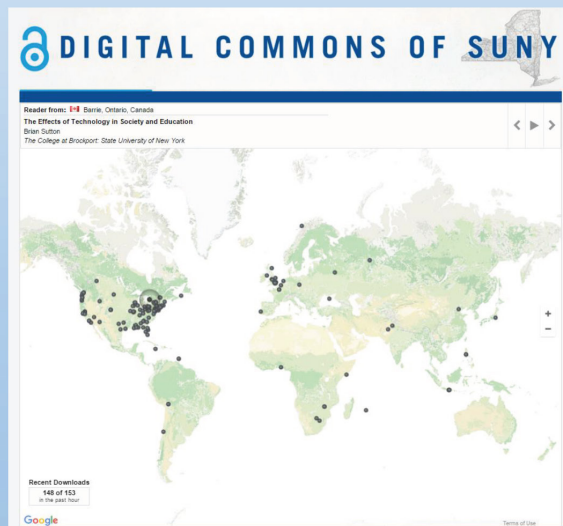 DIGITAL COMMONS OF SUNY
Reader from: Barrie, Ontario, Canada
The Effects of Technology in Society and Education
Brian Sutton
The College at Brockport: State University of New York
+
−
Recent Downloads
148 of 153
in the past hour
Google
Terms of Use